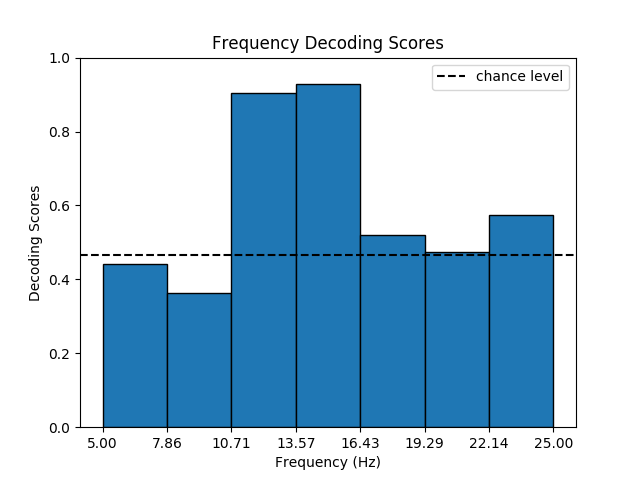 Frequency Decoding Scores
chance level
1.0
0.8
0.6
0.4
0.2
0.0
Decoding Scores
5.00 7.86 10.71 13.57 16.43 19.29 22.14 25.00
Frequency (Hz)